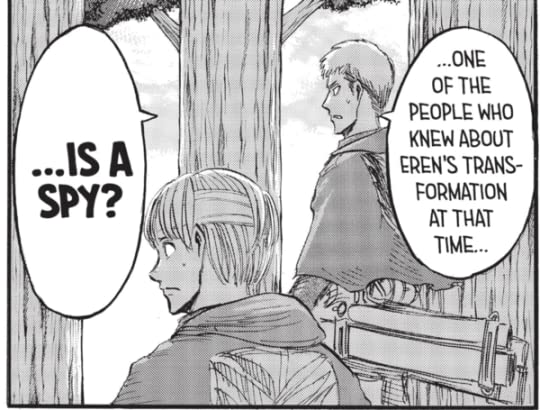 ...ONE
OF THE
PEOPLE WHO
KNEW ABOUT
EREN'S TRANS-
FORMATION
AT THAT
TIME...
...IS A
SPY?